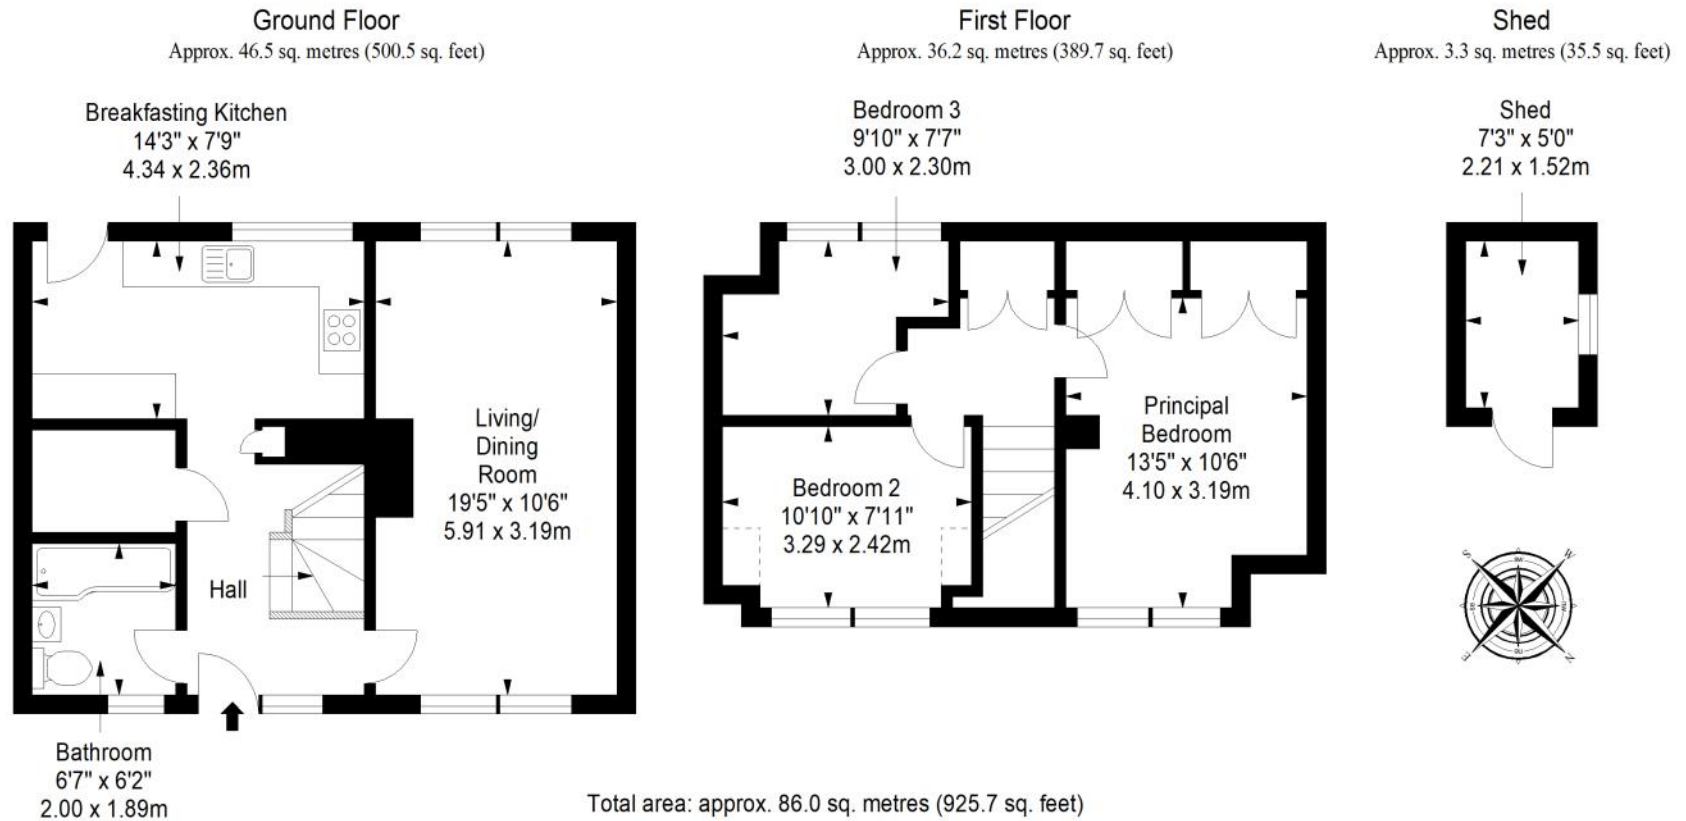 Ground Floor
Approx. 46.5 sq. metres (500.5 sq. feet)
First Floor
Approx. 36.2 sq. metres (389.7 sq. feet)
Shed
Approx. 3.3 sq. metres (35.5 sq. feet)
Breakfasting Kitchen
14'3" x 7'9"
4.34 x 2.36m
Bedroom 3
9'10" x 7'7"
3.00 x 2.30m
Shed
7'3" x 5'0"
2.21 x 1.52m
Living/
Dining
Room
19'5" x 10'6"
5.91 x 3.19m
Principal
Bedroom
13'5" x 10'6"
4.10 x 3.19m
Bedroom 2
10'10" x 7'11"
3.29 x 2.42m
Hall
S
W
E
N
Bathroom
6'7" x 6'2"
2.00 x 1.89m
Total area: approx. 86.0 sq. metres (925.7 sq. feet)